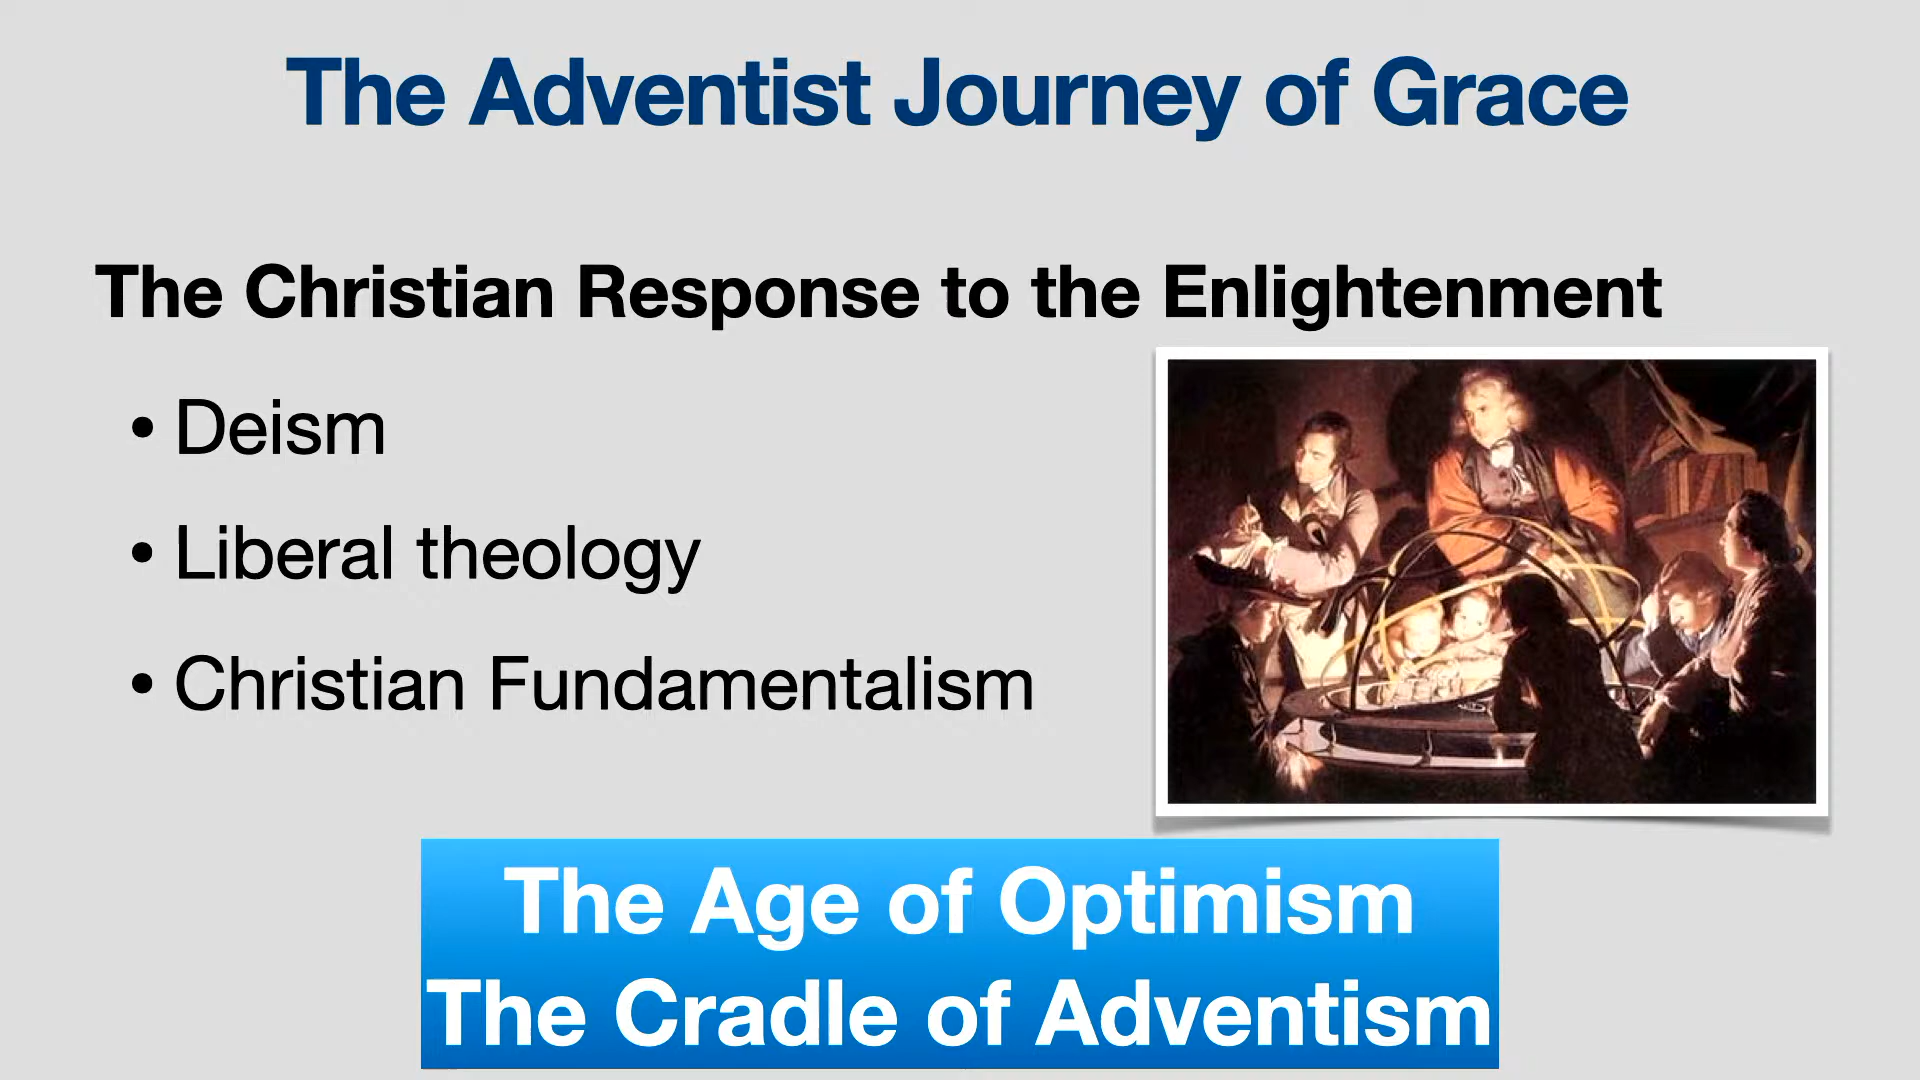 The Adventist Journey of Grace
The Christian Response to the Enlightenment
• Deism
• Liberal theology
• Christian Fundamentalism
The Age of Optimism
The Cradle of Adventism